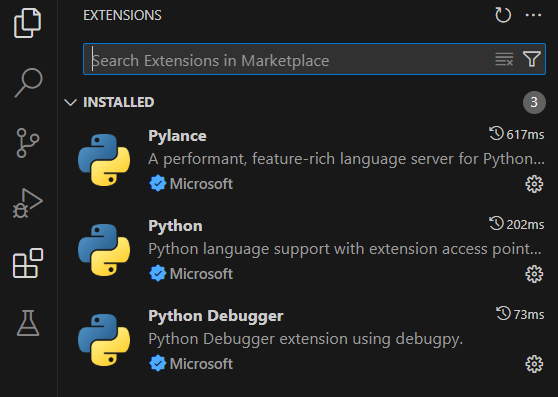 EXTENSIONS
Search Extensions in Marketplace
INSTALLED 3
Pylance 617ms
A performant, feature-rich language server for Python...
Microsoft
Python 202ms
Python language support with extension access point...
Microsoft
Python Debugger 73ms
Python Debugger extension using debugpy.
Microsoft